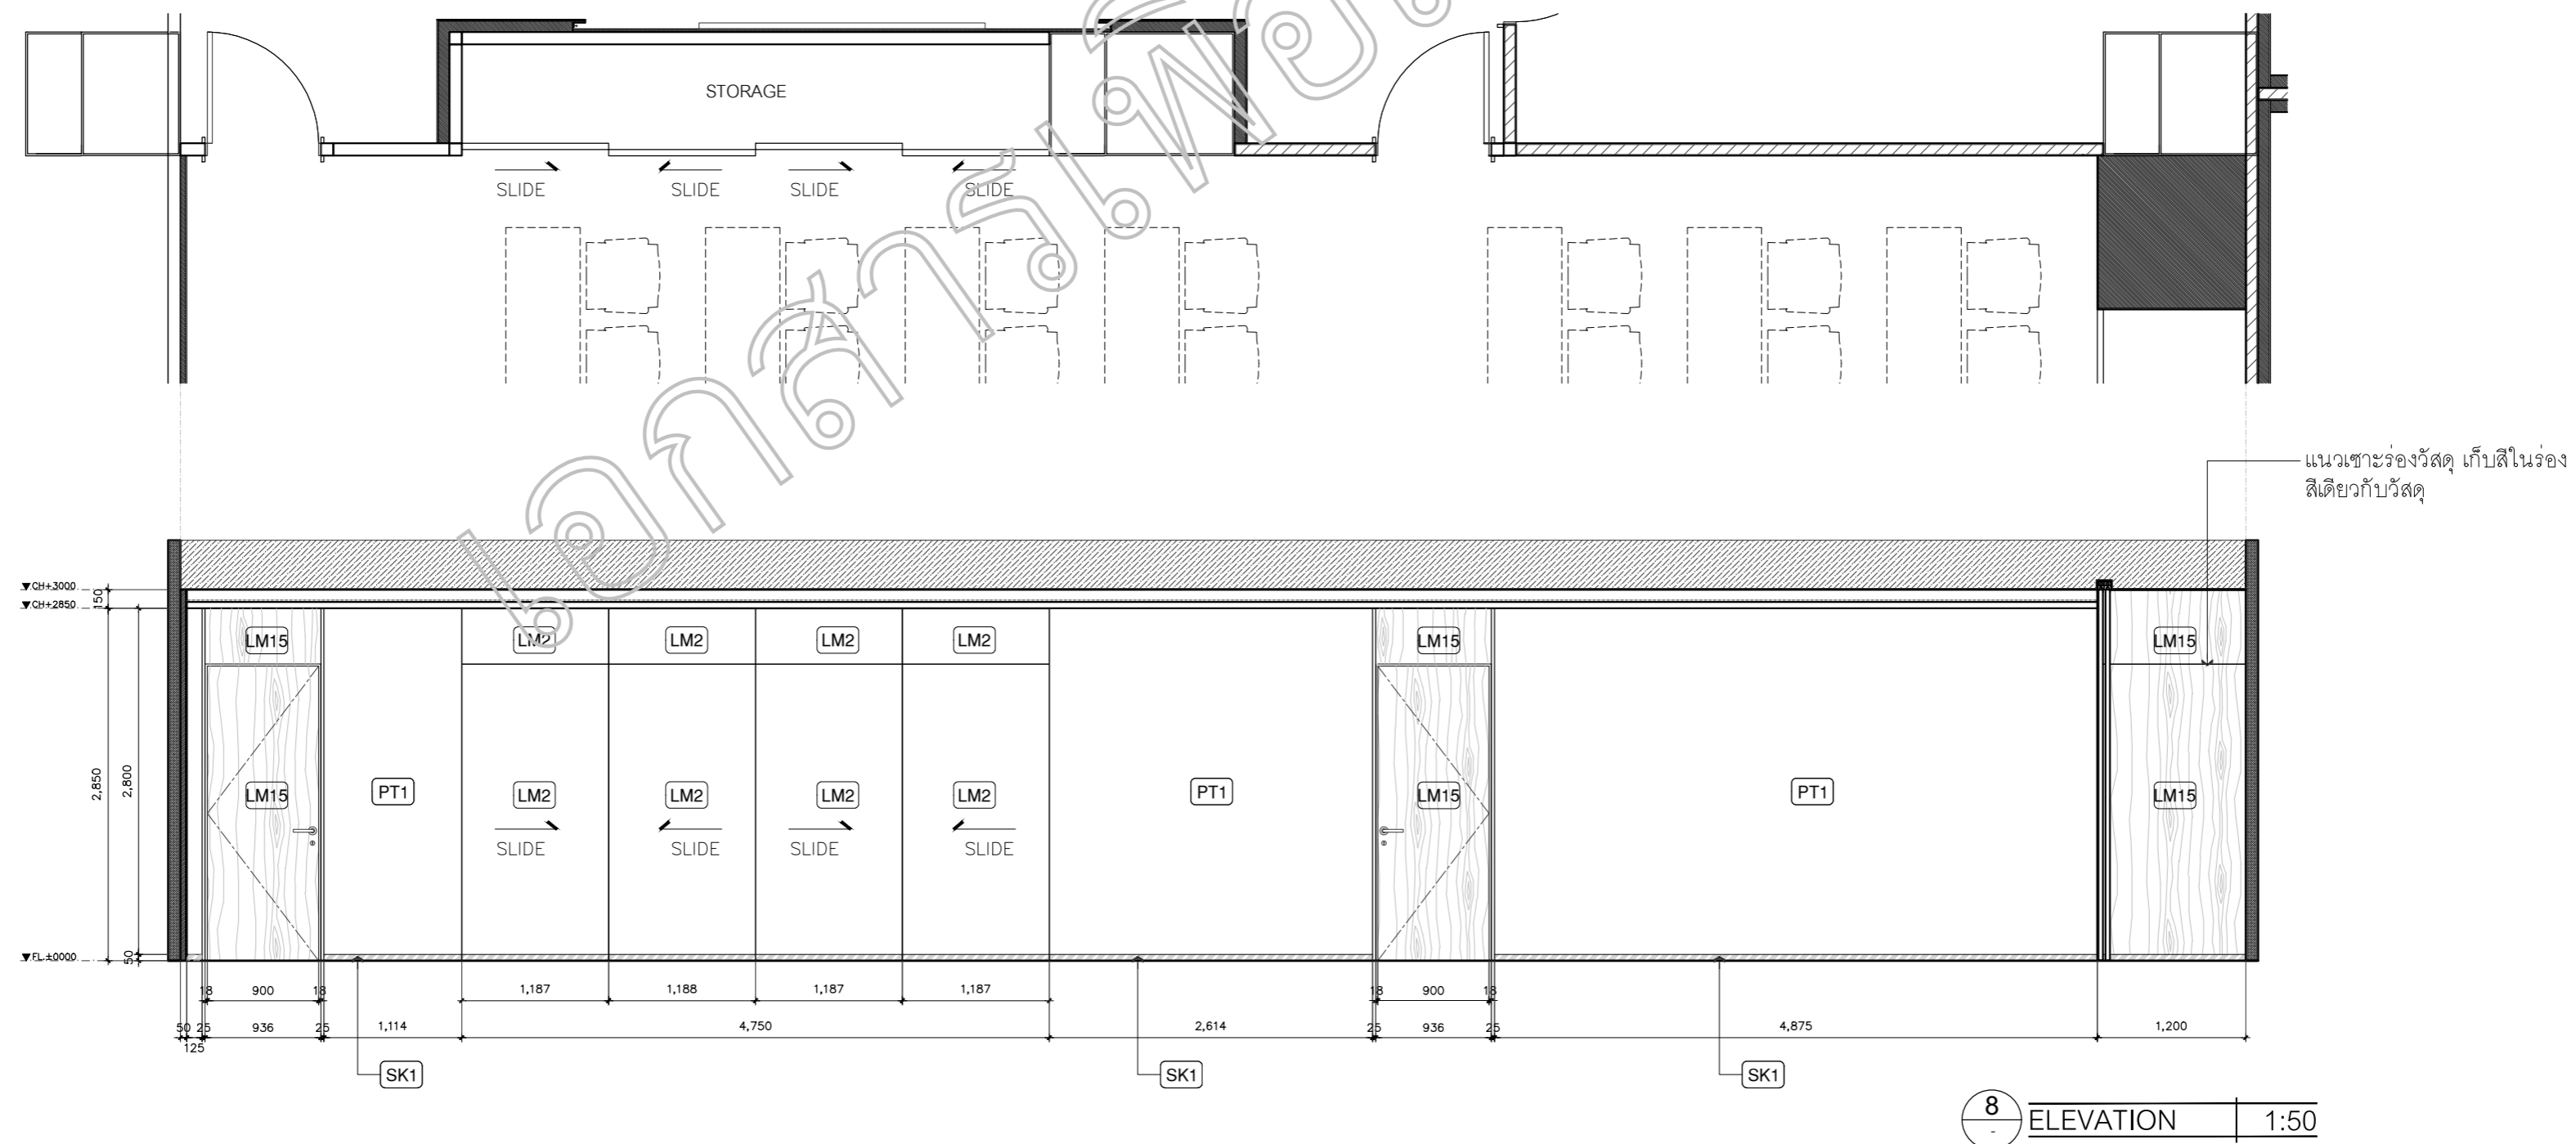 STORAGE
SLIDE
SLIDE
SLIDE
SLIDE
แนวเซาะร่องวัสดุ เก็บสีในร่อง
สีเดียวกับวัสดุ
CH+3000
150
CH+2850
LM15
LM2
LM2
LM2
LM2
LM15
LM15
2,850
2,800
LM15
PT1
LM2
LM2
LM2
LM2
PT1
LM15
PT1
LM15
SLIDE
SLIDE
SLIDE
SLIDE
FL.±0000
50
18 900 18
1,187
1,188
1,187
1,187
18 900 18
50 25 936 25 1,114 4,750 2,614 25 936 25 4,875 1,200
125
SK1
SK1
SK1
8
-
ELEVATION
1:50